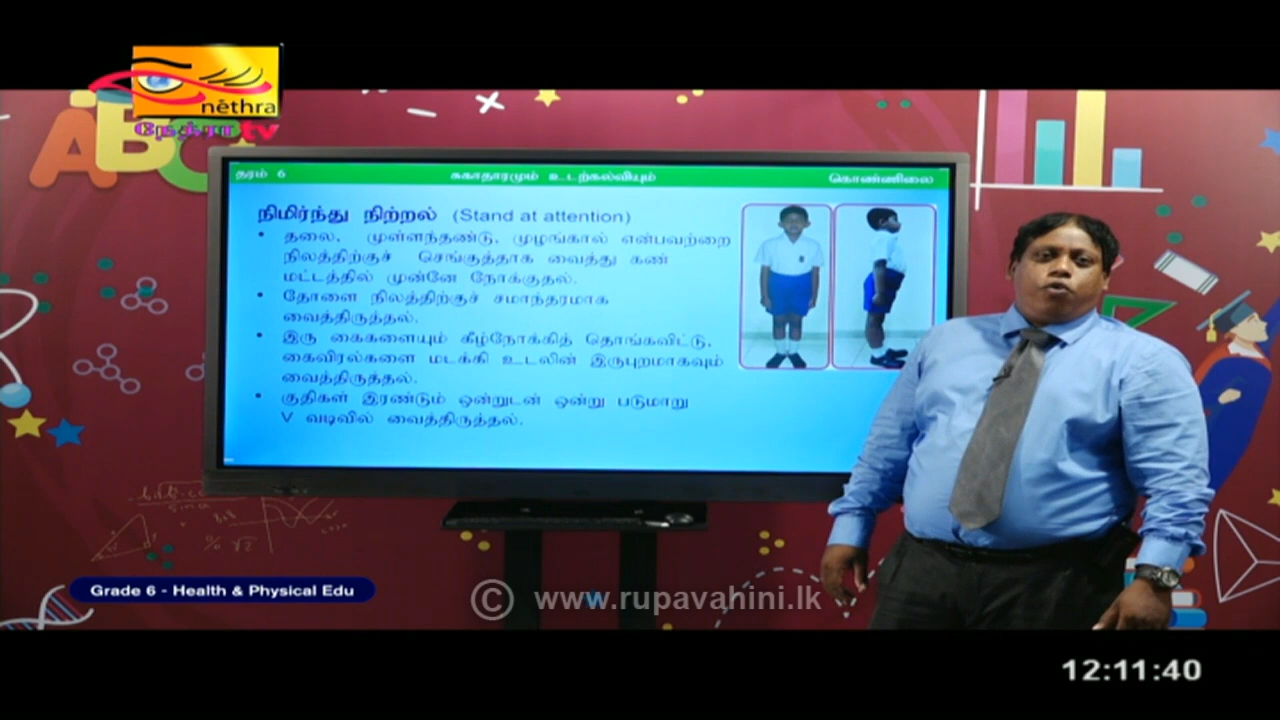 nēthra
நேத்ரா tv
ABC
தரம் 6 சுகாதாரமும் உடற்கல்வியும் கொண்ணிலை
நிமிர்ந்து நிற்றல் (Stand at attention)
• தலை, முள்ளந்தண்டு, முழங்கால் என்பவற்றை
நிலத்திற்குச் செங்குத்தாக வைத்து கண்
மட்டத்தில் முன்னே நோக்குதல்.
• தோளை நிலத்திற்குச் சமாந்தரமாக
வைத்திருத்தல்.
• இரு கைகளையும் கீழ்நோக்கித் தொங்கவிட்டு,
கைவிரல்களை மடக்கி உடலின் இருபுறமாகவும்
வைத்திருத்தல்.
• குதிகள் இரண்டும் ஒன்றுடன் ஒன்று படுமாறு
V வடிவில் வைத்திருத்தல்.
Grade 6 - Health & Physical Edu
© www.rupavahini.lk
12:11:40